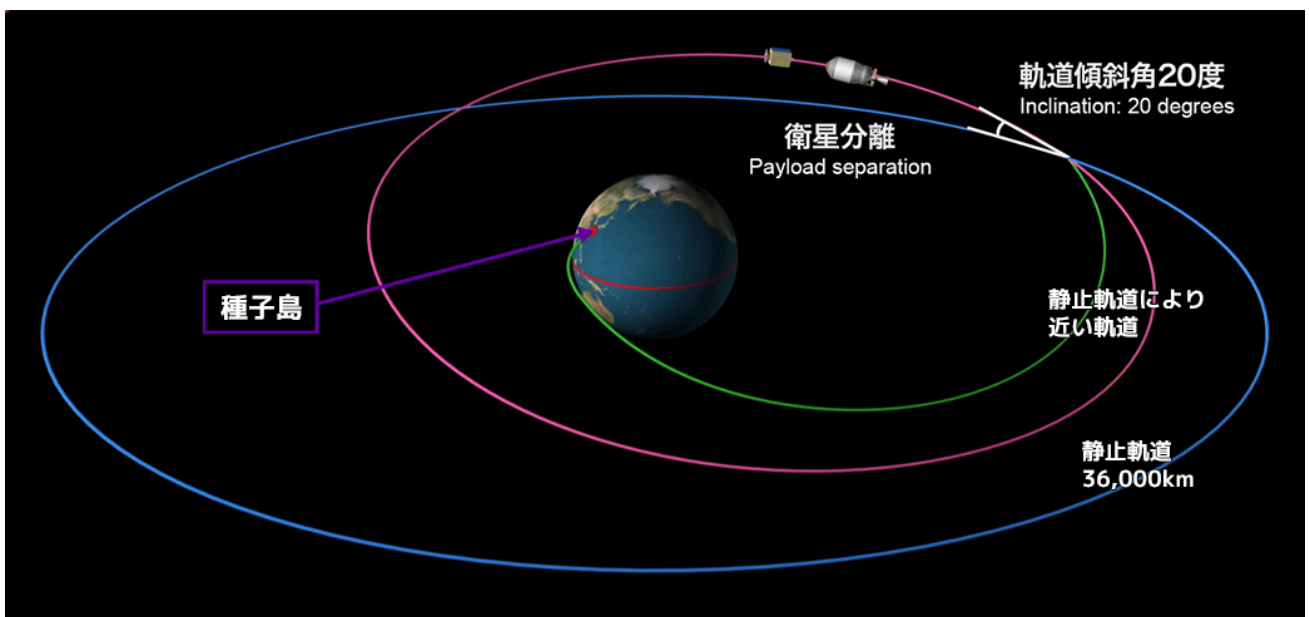 軌道傾斜角20度
Inclination: 20 degrees
衛星分離
Payload separation
種子島
静止軌道により
近い軌道
静止軌道
36,000km